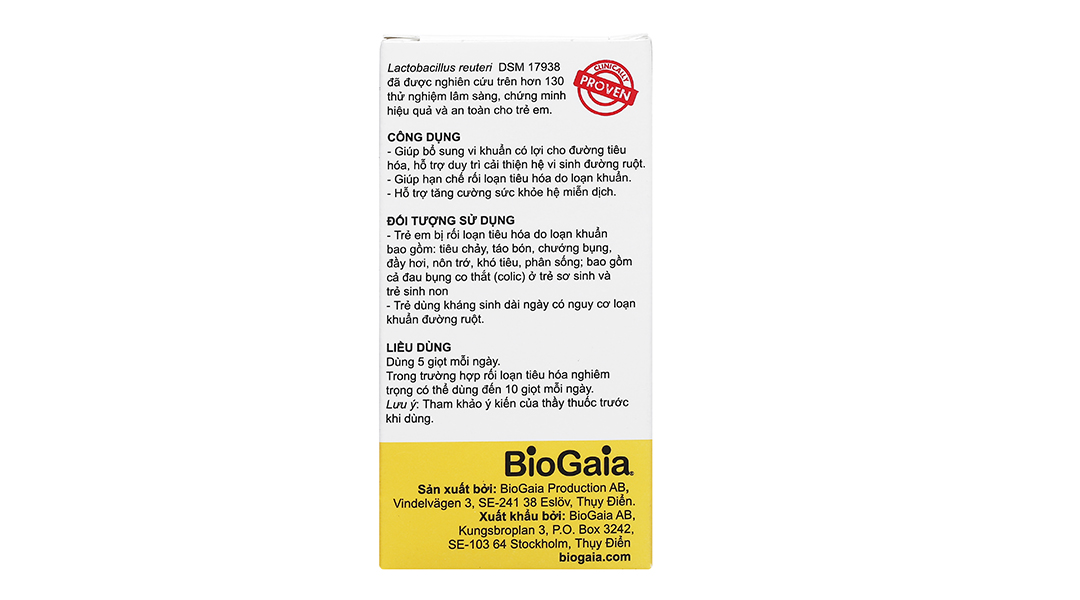 Lactobacillus reuteri DSM 17938
đã được nghiên cứu trên hơn 130
thử nghiệm lâm sàng, chứng minh
hiệu quả và an toàn cho trẻ em.
CLINICALLY
PROVEN
CÔNG DỤNG
- Giúp bổ sung vi khuẩn có lợi cho đường tiêu
hóa, hỗ trợ duy trì cải thiện hệ vi sinh đường ruột.
- Giúp hạn chế rối loạn tiêu hóa do loạn khuẩn.
- Hỗ trợ tăng cường sức khỏe hệ miễn dịch.
ĐỐI TƯỢNG SỬ DỤNG
- Trẻ em bị rối loạn tiêu hóa do loạn khuẩn
bao gồm: tiêu chảy, táo bón, chướng bụng,
đầy hơi, nôn trớ, khó tiêu, phân sống; bao gồm
cả đau bụng co thắt (colic) ở trẻ sơ sinh và
trẻ sinh non
- Trẻ dùng kháng sinh dài ngày có nguy cơ loạn
khuẩn đường ruột.
LIỀU DÙNG
Dùng 5 giọt mỗi ngày.
Trong trường hợp rối loạn tiêu hóa nghiêm
trọng có thể dùng đến 10 giọt mỗi ngày.
Lưu ý: Tham khảo ý kiến của thầy thuốc trước
khi dùng.
BioGaia®
Sản xuất bởi: BioGaia Production AB,
Vindelvägen 3, SE-241 38 Eslöv, Thụy Điển.
Xuất khẩu bởi: BioGaia AB,
Kungsbroplan 3, P.O. Box 3242,
SE-103 64 Stockholm, Thụy Điển
biogaia.com